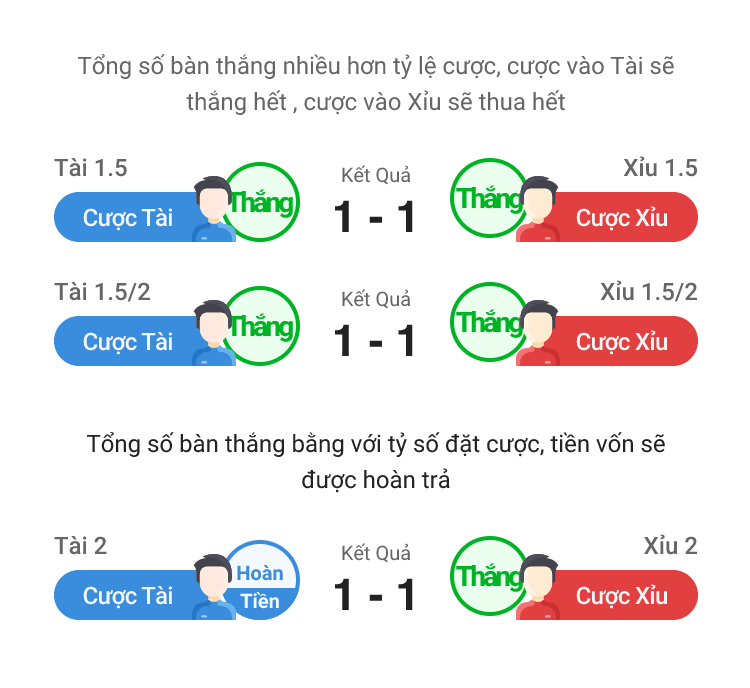 Tổng số bàn thắng nhiều hơn tỷ lệ cược, cược vào Tài sẽ
thắng hết , cược vào Xỉu sẽ thua hết
Tài 1.5
Xỉu 1.5
Cược Tài
Thắng
Kết Quả
1 - 1
Thắng
Cược Xỉu
Tài 1.5/2
Xỉu 1.5/2
Cược Tài
Thắng
Kết Quả
1 - 1
Thắng
Cược Xỉu
Tổng số bàn thắng bằng với tỷ số đặt cược, tiền vốn sẽ
được hoàn trả
Tài 2
Xỉu 2
Cược Tài
Hoàn
Tiền
Kết Quả
1 - 1
Thắng
Cược Xỉu